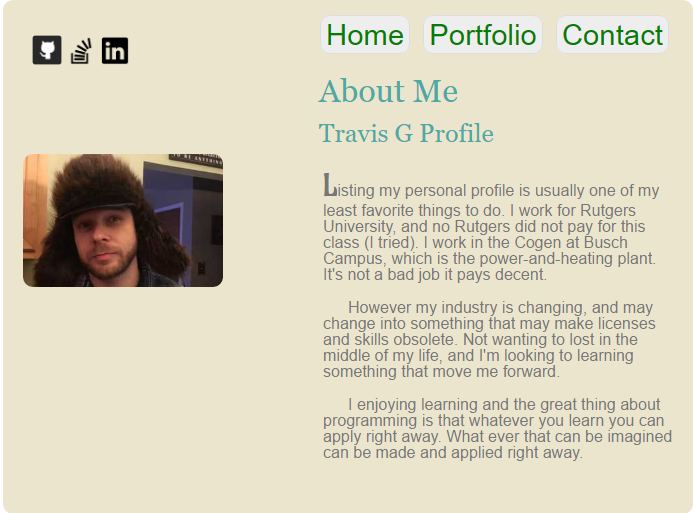 Home Portfolio Contact
About Me
Travis G Profile
Listing my personal profile is usually one of my
least favorite things to do. I work for Rutgers
University, and no Rutgers did not pay for this
class (I tried). I work in the Cogen at Busch
Campus, which is the power-and-heating plant.
It's not a bad job it pays decent.
However my industry is changing, and may
change into something that may make licenses
and skills obsolete. Not wanting to lost in the
middle of my life, and I'm looking to learning
something that move me forward.
I enjoying learning and the great thing about
programming is that whatever you learn you can
apply right away. What ever that can be imagined
can be made and applied right away.
in
TO BE ANYTHING